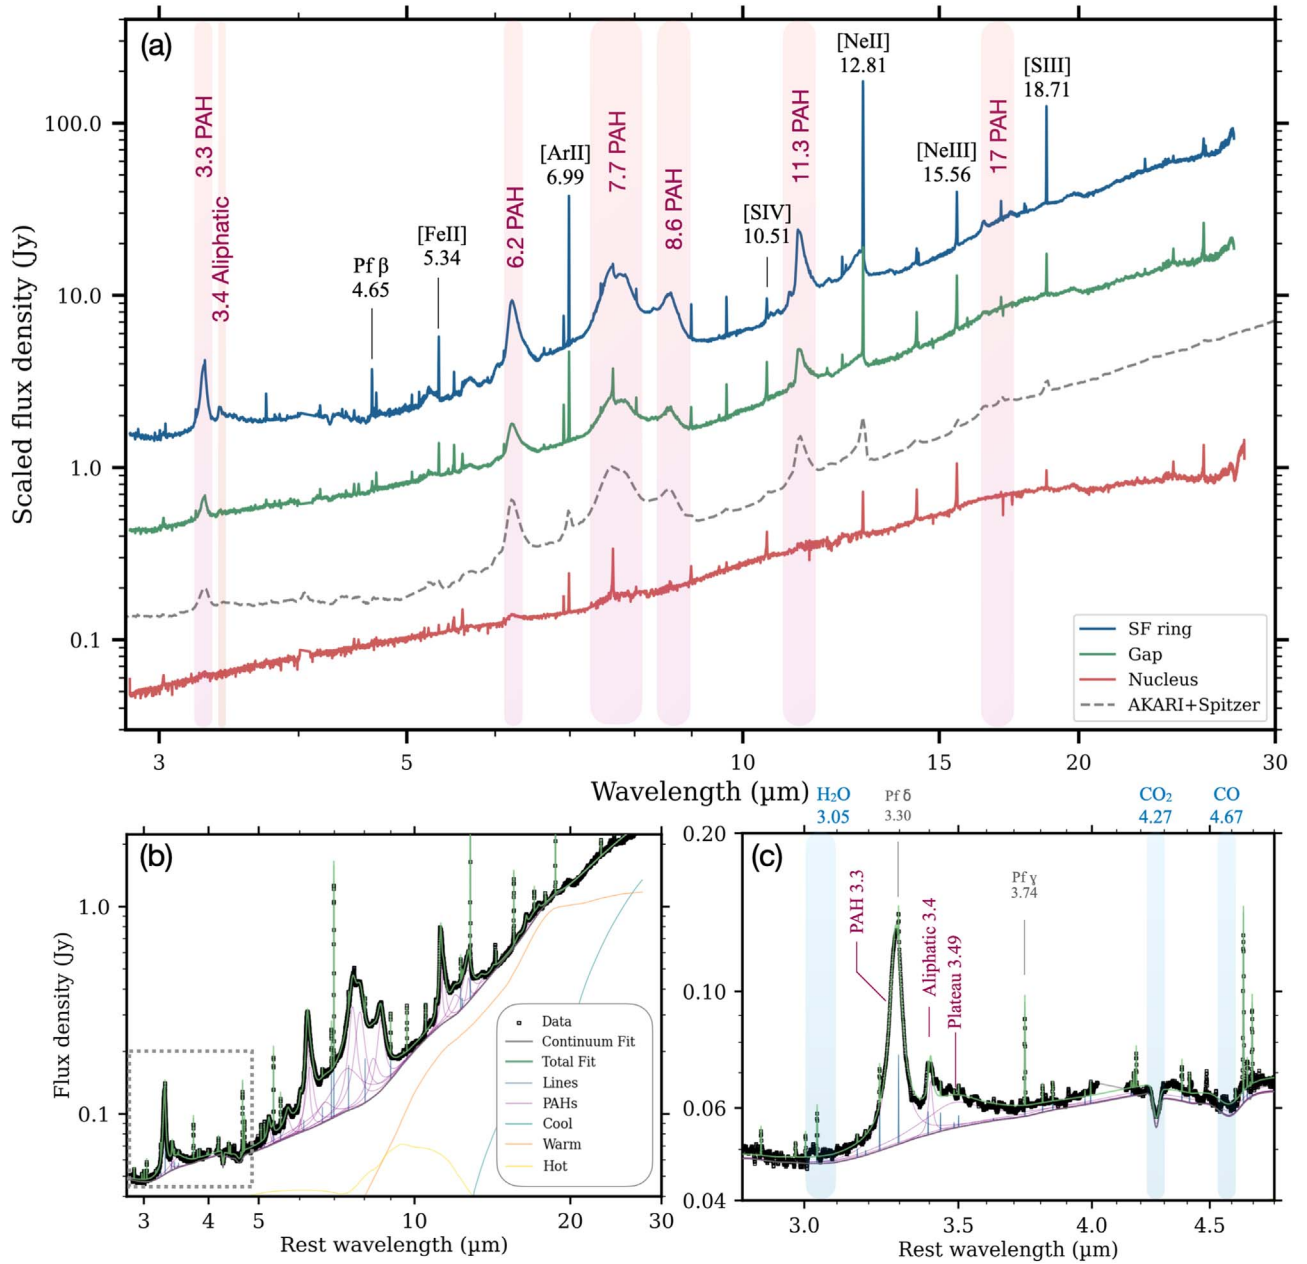 (a)
[NeII]
12.81
[SIII]
18.71
3.3 PAH
3.4 Aliphatic
Pf β
4.65
[FeII]
5.34
6.2 PAH
[ArII]
6.99
7.7 PAH
8.6 PAH
[SIV]
10.51
11.3 PAH
[NeIII]
15.56
17 PAH
Scaled flux density (Jy)
100.0
10.0
1.0
0.1
SF ring
Gap
Nucleus
AKARI+Spitzer
3
5
10
15
20
30
Wavelength (μm)
(b)
Flux density (Jy)
1.0
0.1
Data
Continuum Fit
Total Fit
Lines
PAHs
Cool
Warm
Hot
3
4
5
10
20
30
Rest wavelength (μm)
H₂O
3.05
Pf δ
3.30
CO₂
4.27
CO
4.67
(c)
0.20
0.10
0.06
0.04
PAH 3.3
Aliphatic 3.4
Plateau 3.49
Pf γ
3.74
3.0
3.5
4.0
4.5
Rest wavelength (μm)